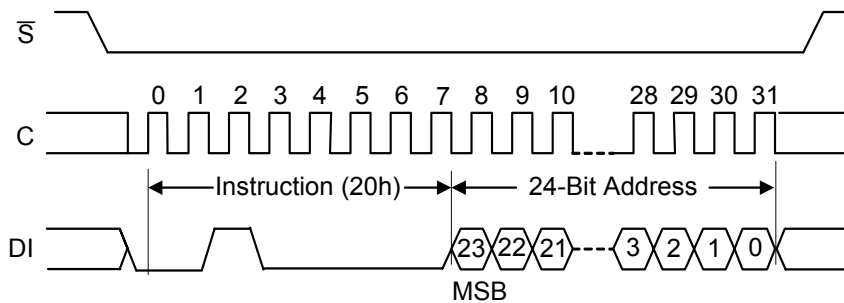 S
0 1 2 3 4 5 6 7 8 9 10 28 29 30 31
C
Instruction (20h) 24-Bit Address
DI 23 22 21 3 2 1 0
MSB